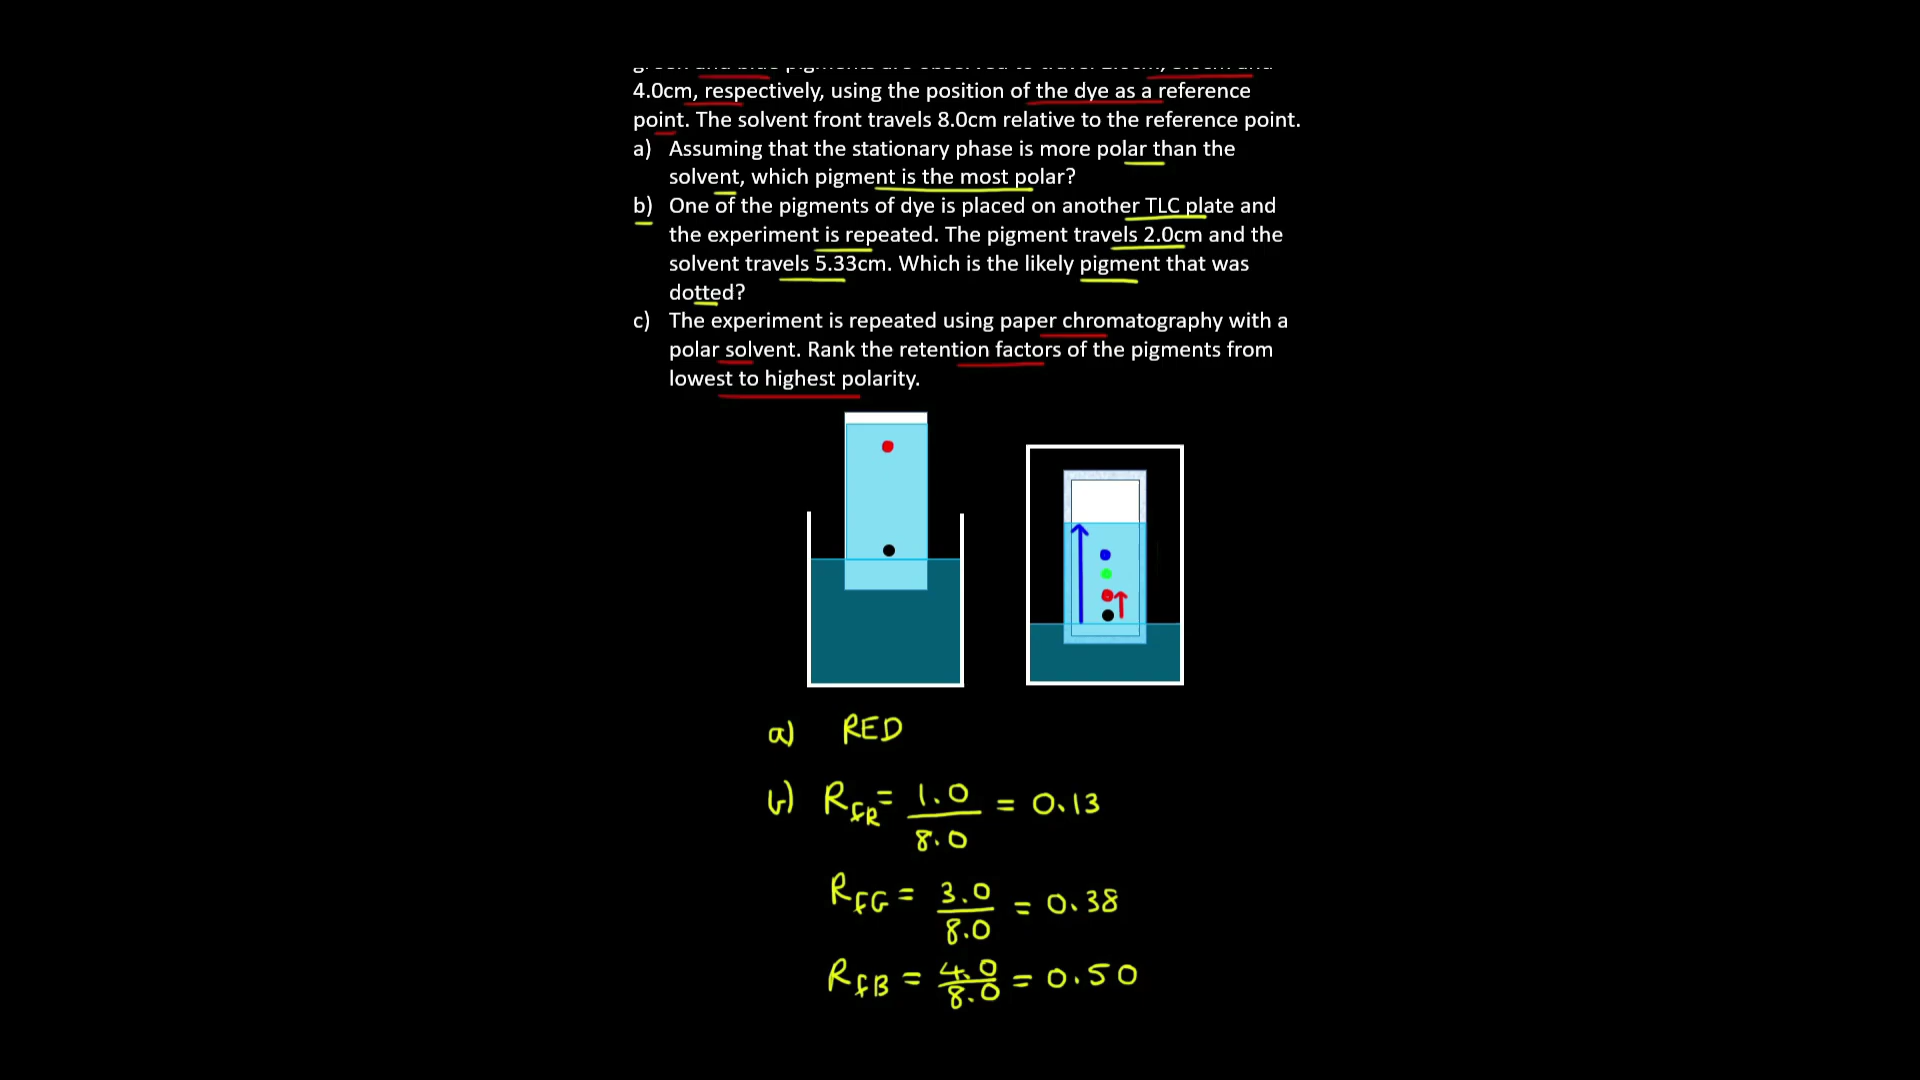 4.0cm, respectively, using the position of the dye as a reference
point. The solvent front travels 8.0cm relative to the reference point.
a) Assuming that the stationary phase is more polar than the
solvent, which pigment is the most polar?
b) One of the pigments of dye is placed on another TLC plate and
the experiment is repeated. The pigment travels 2.0cm and the
solvent travels 5.33cm. Which is the likely pigment that was
dotted?
c) The experiment is repeated using paper chromatography with a
polar solvent. Rank the retention factors of the pigments from
lowest to highest polarity.
a) RED
b) RfR = 1.0 / 8.0 = 0.13
RfG = 3.0 / 8.0 = 0.38
RfB = 4.0 / 8.0 = 0.50